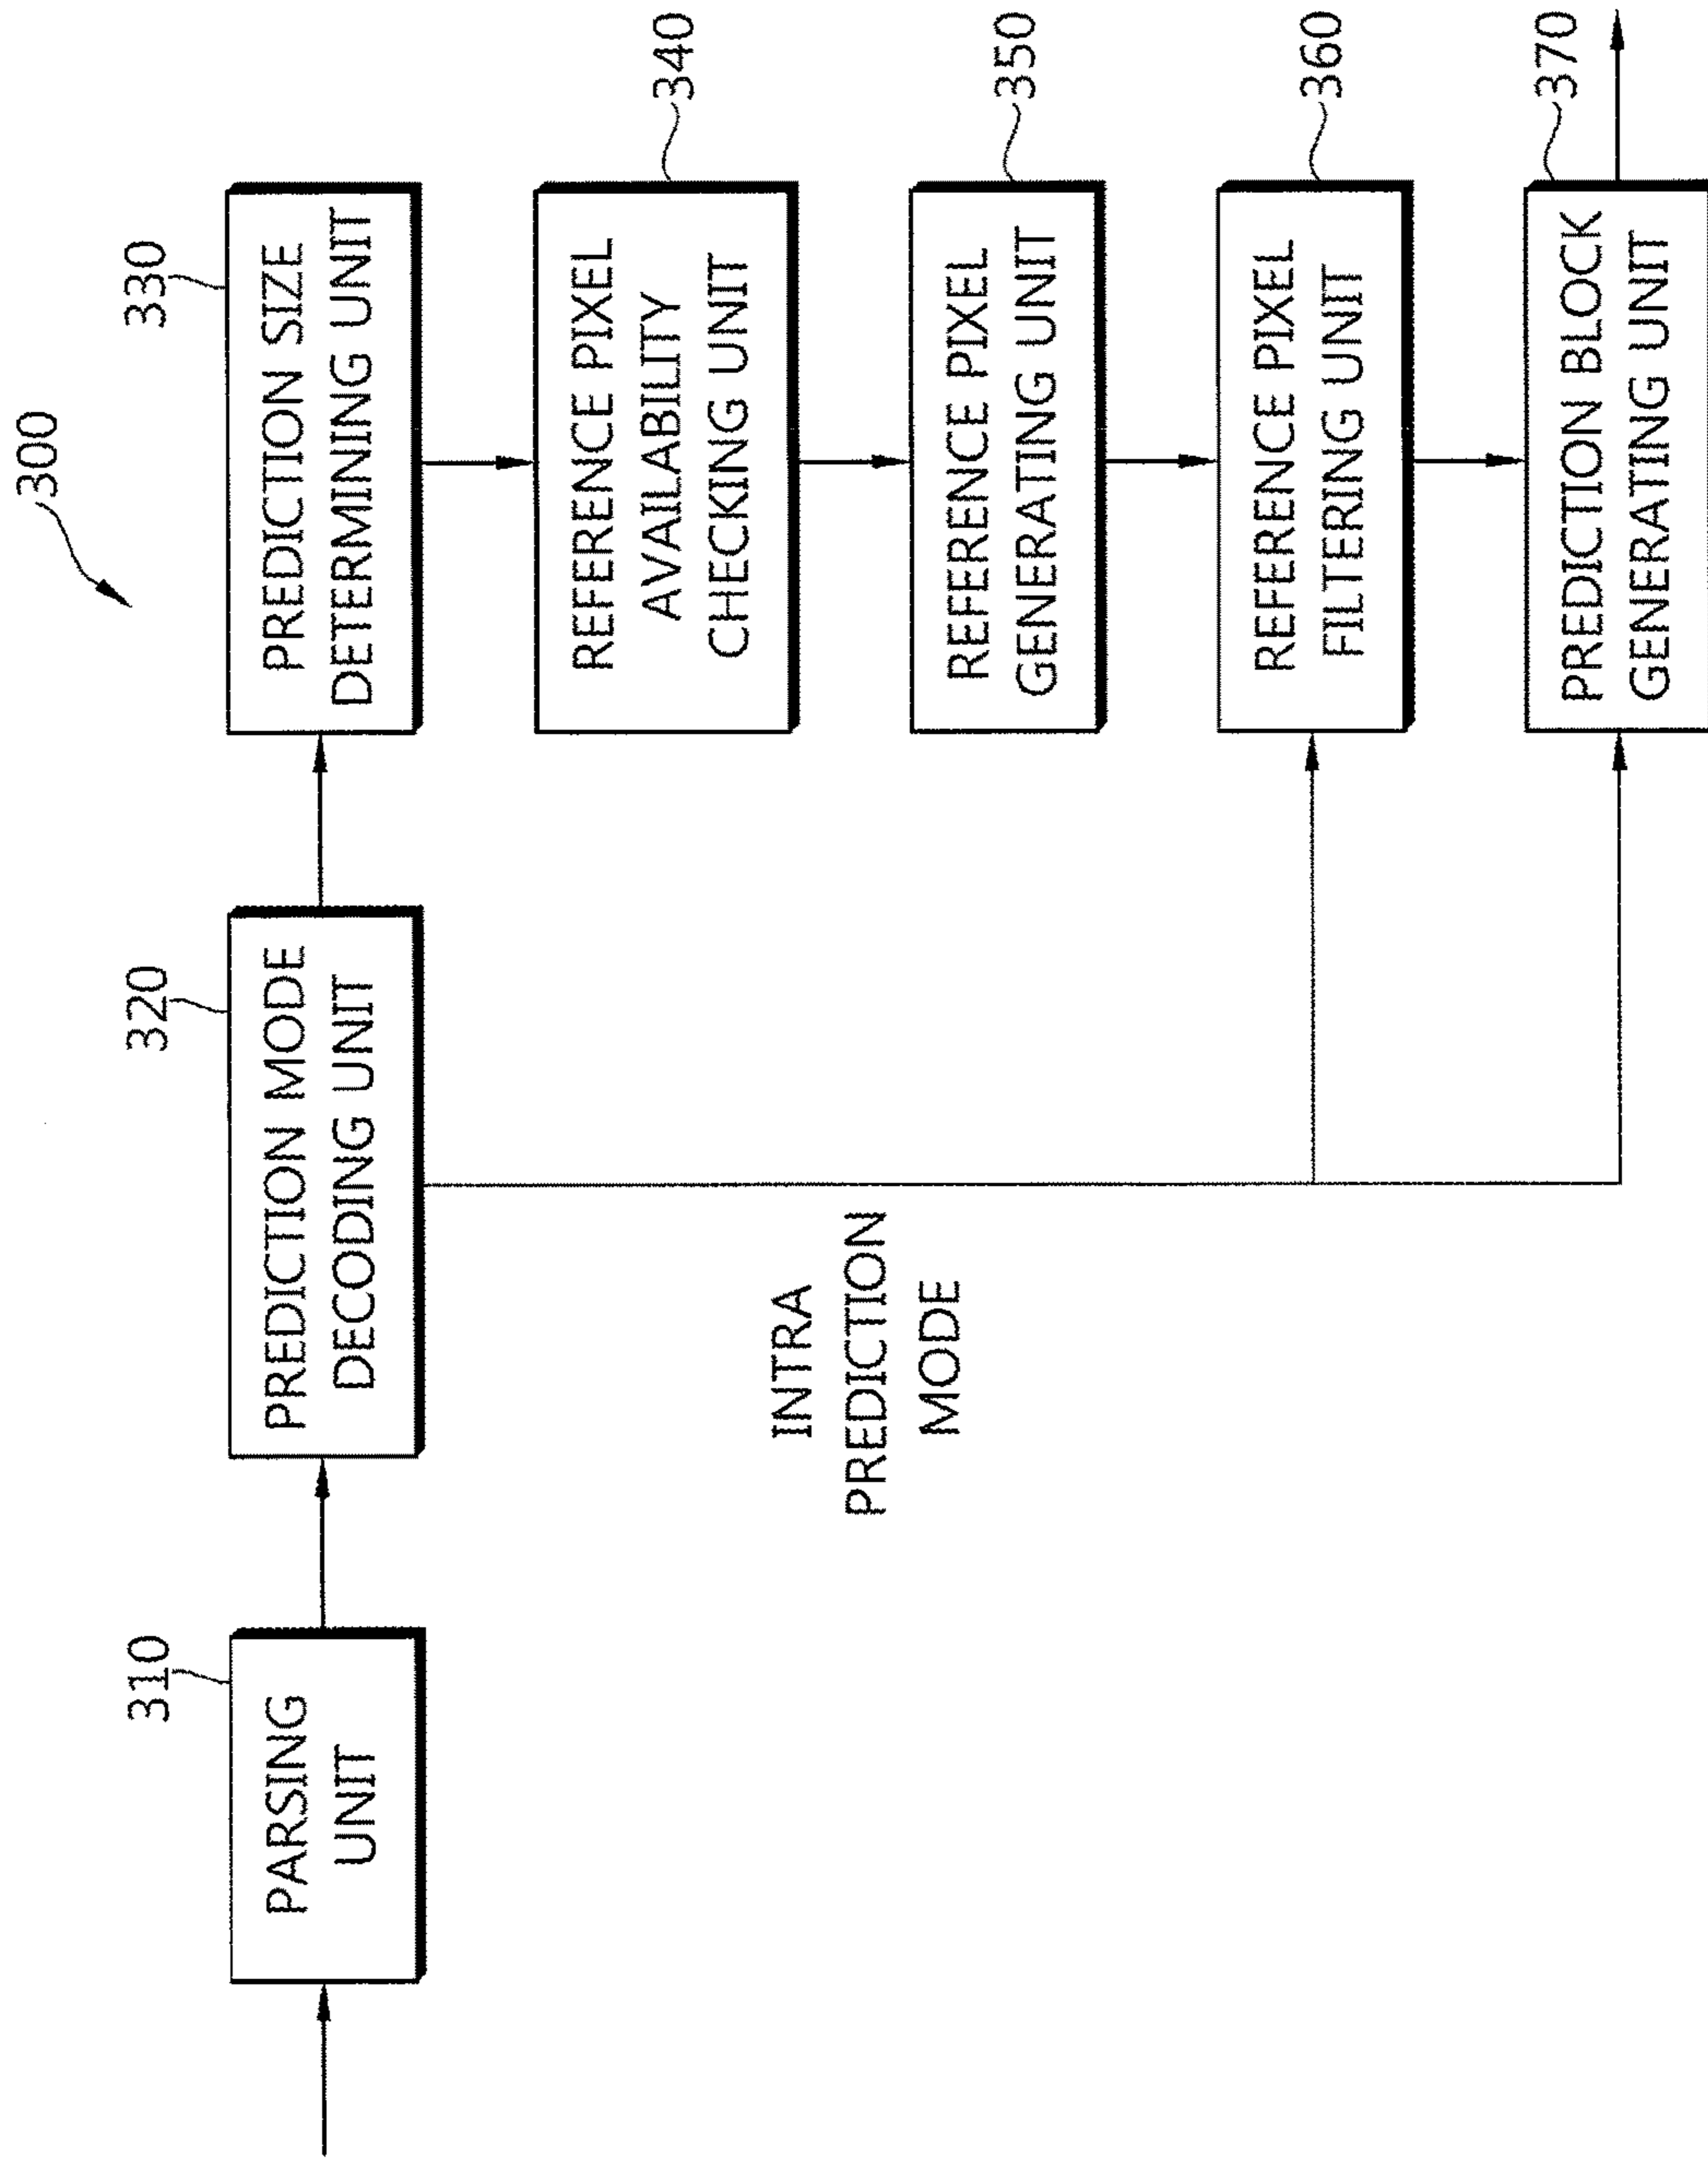 300
310
PARSING
UNIT
320
PREDICTION MODE
DECODING UNIT
330
PREDICTION SIZE
DETERMINING UNIT
340
REFERENCE PIXEL
AVAILABILITY
CHECKING UNIT
350
REFERENCE PIXEL
GENERATING UNIT
INTRA
PREDICTION
MODE
360
REFERENCE PIXEL
FILTERING UNIT
370
PREDICTION BLOCK
GENERATING UNIT